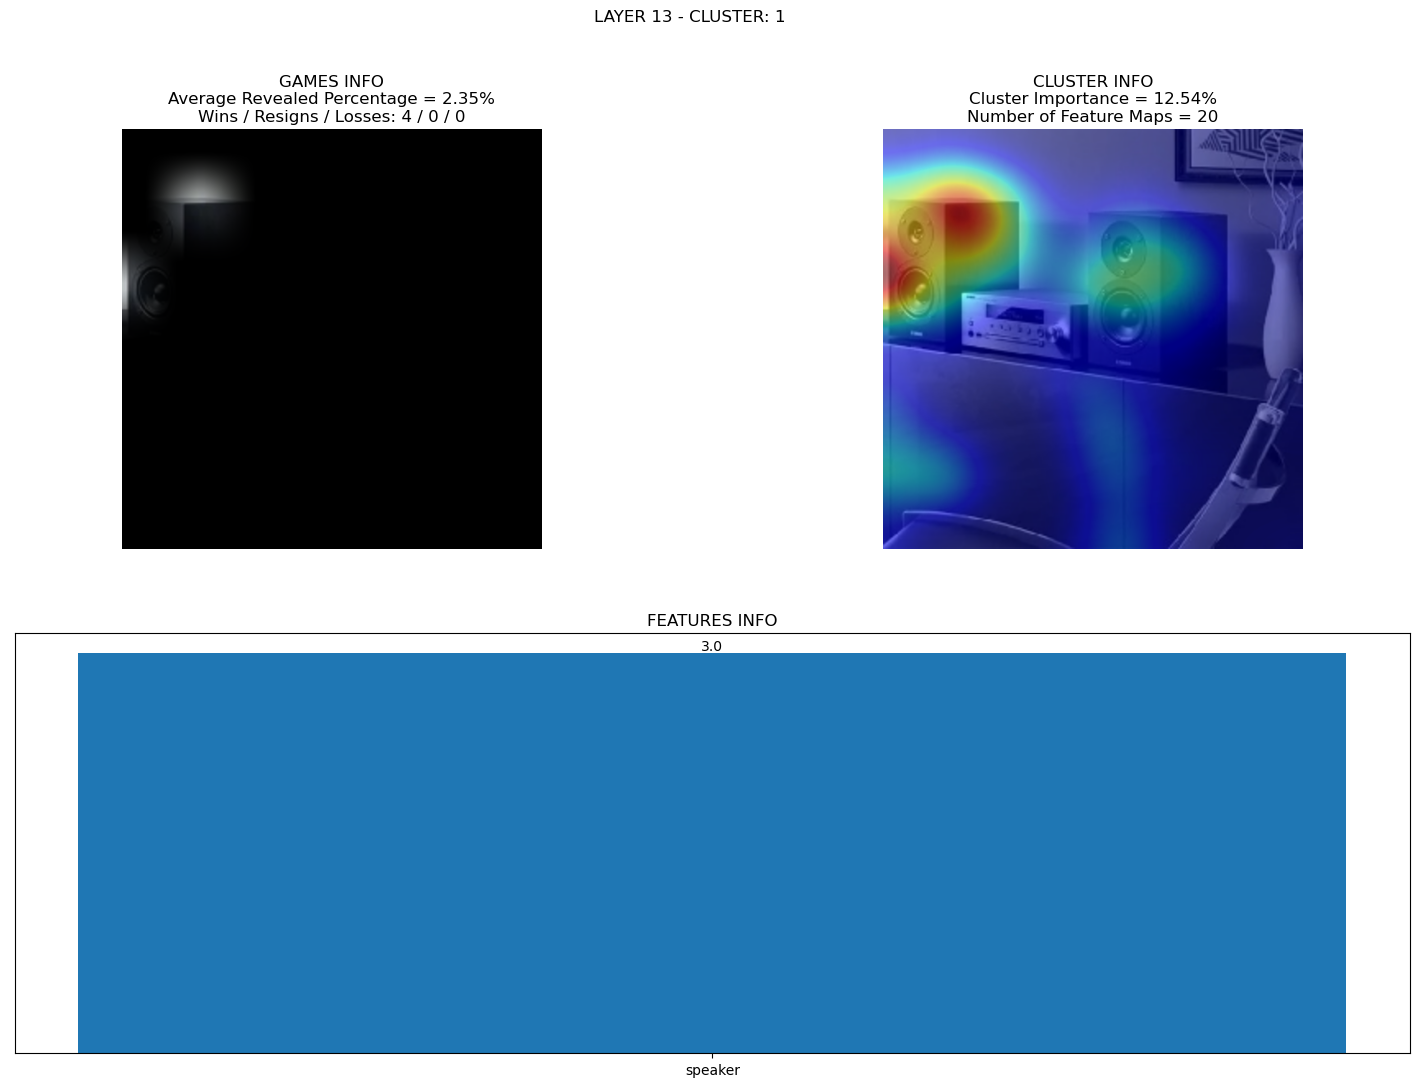 LAYER 13 - CLUSTER: 1
GAMES INFO
Average Revealed Percentage = 2.35%
Wins / Resigns / Losses: 4 / 0 / 0
CLUSTER INFO
Cluster Importance = 12.54%
Number of Feature Maps = 20
FEATURES INFO
3.0
speaker